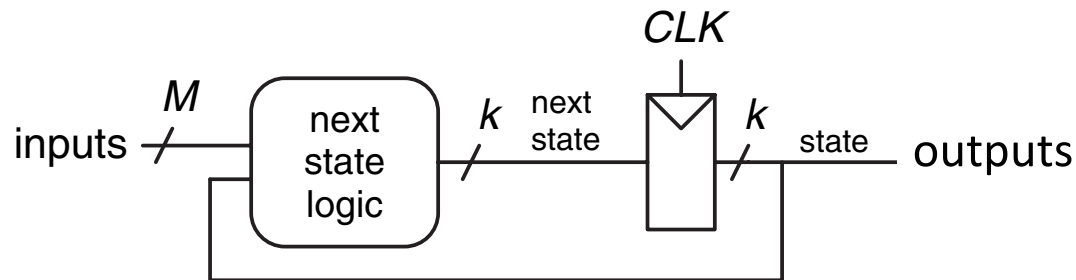 CLK
M
inputs
next
state
logic
k
next
state
k
state
outputs